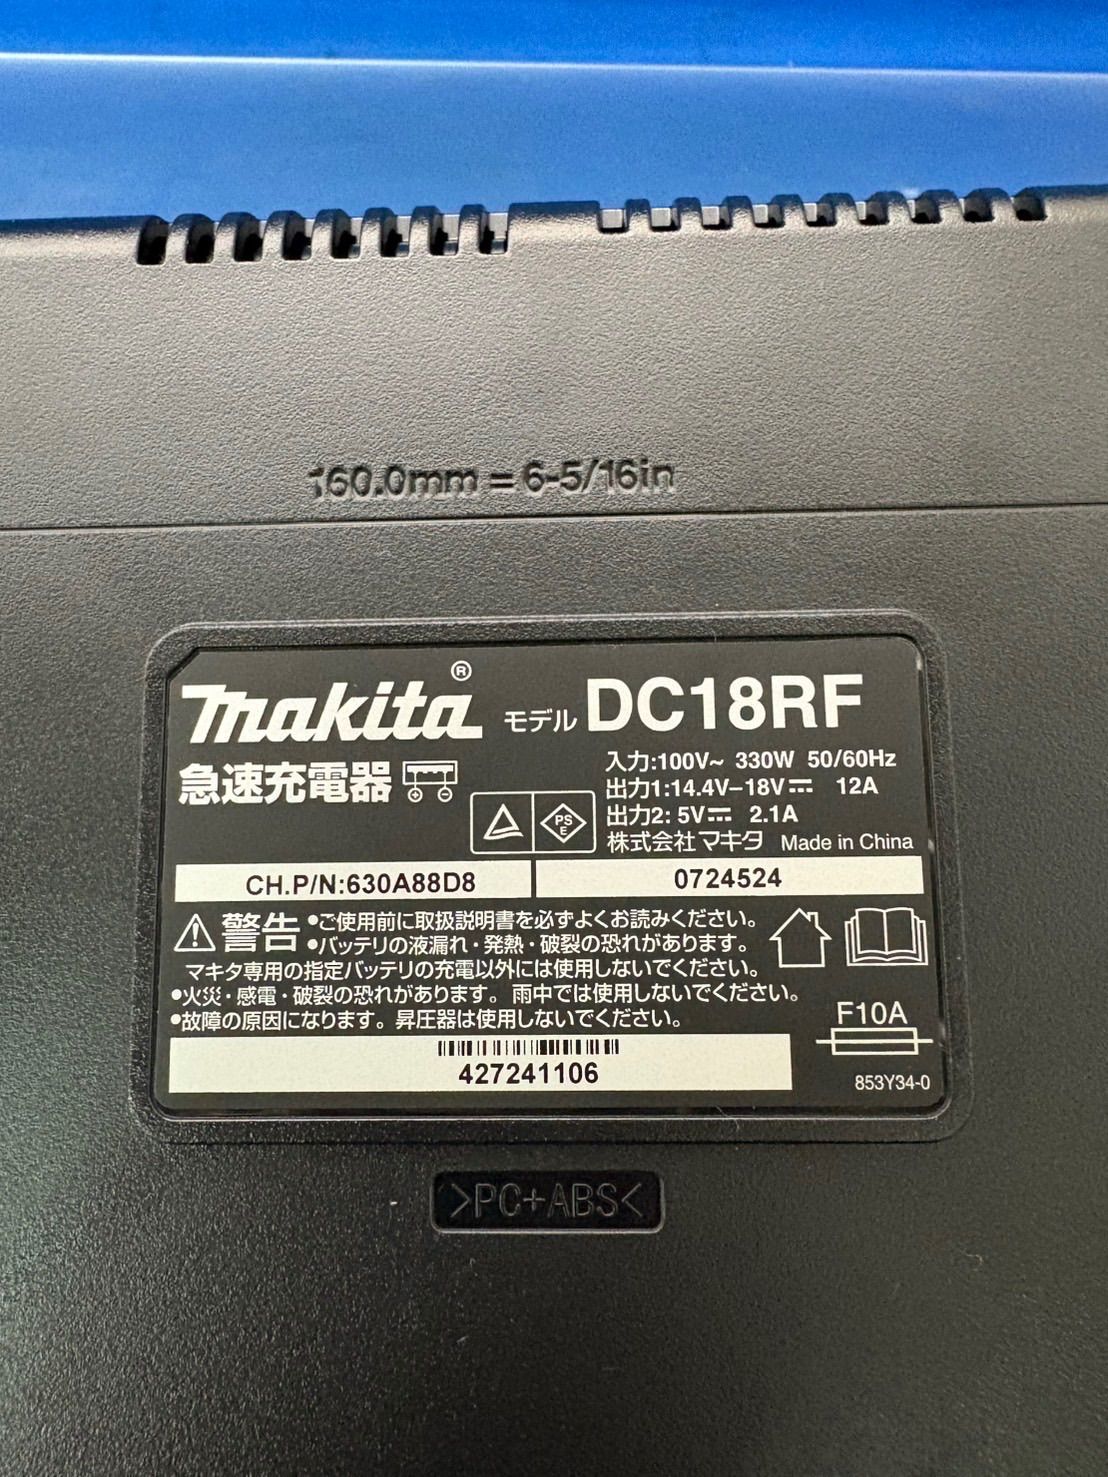 160.0mm = 6-5/16in
makita® モデル DC18RF
急速充電器
入力:100V~ 330W 50/60Hz
出力1:14.4V-18V⎓ 12A
出力2: 5V⎓ 2.1A
PS
E
株式会社マキタ Made in China
CH.P/N:630A88D8 0724524
警告 •ご使用前に取扱説明書を必ずよくお読みください。
•バッテリの液漏れ・発熱・破裂の恐れがあります。
マキタ専用の指定バッテリの充電以外には使用しないでください。
•火災・感電・破裂の恐れがあります。雨中では使用しないでください。
•故障の原因になります。昇圧器は使用しないでください。
F10A
427241106
853Y34-0
>PC+ABS<